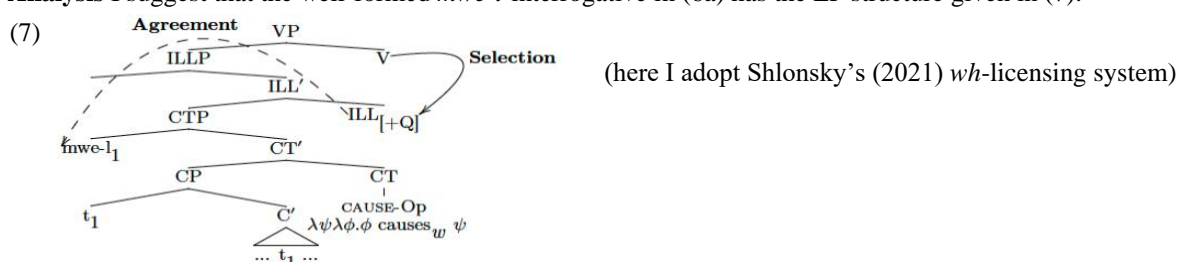 Analysis I suggest that the well-formed mwe-l interrogative in (6a) has the LF structure given in (7).
(7)
Agreement
VP
ILLP
V
Selection
(here I adopt Shlonsky’s (2021) wh-licensing system)
ILL′
CTP
ILL[+Q]
mwe-l1
CT′
CP
CT
CAUSE-Op
t1
C′
λψλϕ.ϕ causesw ψ
... t1 ...